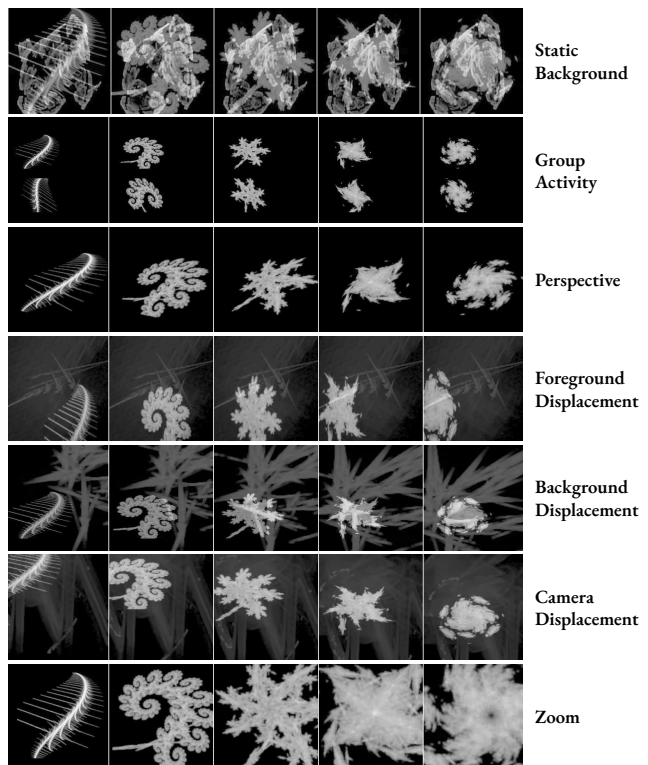 Static
Background
Group
Activity
Perspective
Foreground
Displacement
Background
Displacement
Camera
Displacement
Zoom